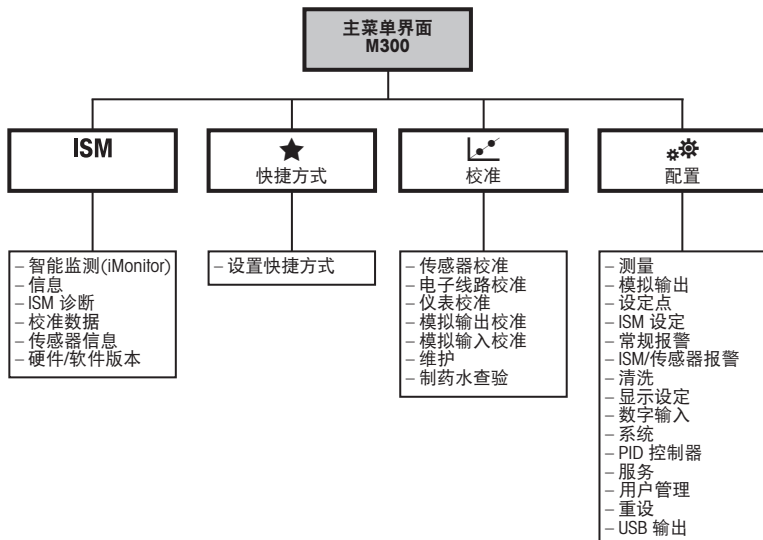 主菜单界面
M300
ISM
快捷方式
校准
配置
– 智能监测(iMonitor)
– 信息
– ISM 诊断
– 校准数据
– 传感器信息
– 硬件/软件版本
– 设置快捷方式
– 传感器校准
– 电子线路校准
– 仪表校准
– 模拟输出校准
– 模拟输入校准
– 维护
– 制药水查验
– 测量
– 模拟输出
– 设定点
– ISM 设定
– 常规报警
– ISM/传感器报警
– 清洗
– 显示设定
– 数字输入
– 系统
– PID 控制器
– 服务
– 用户管理
– 重设
– USB 输出